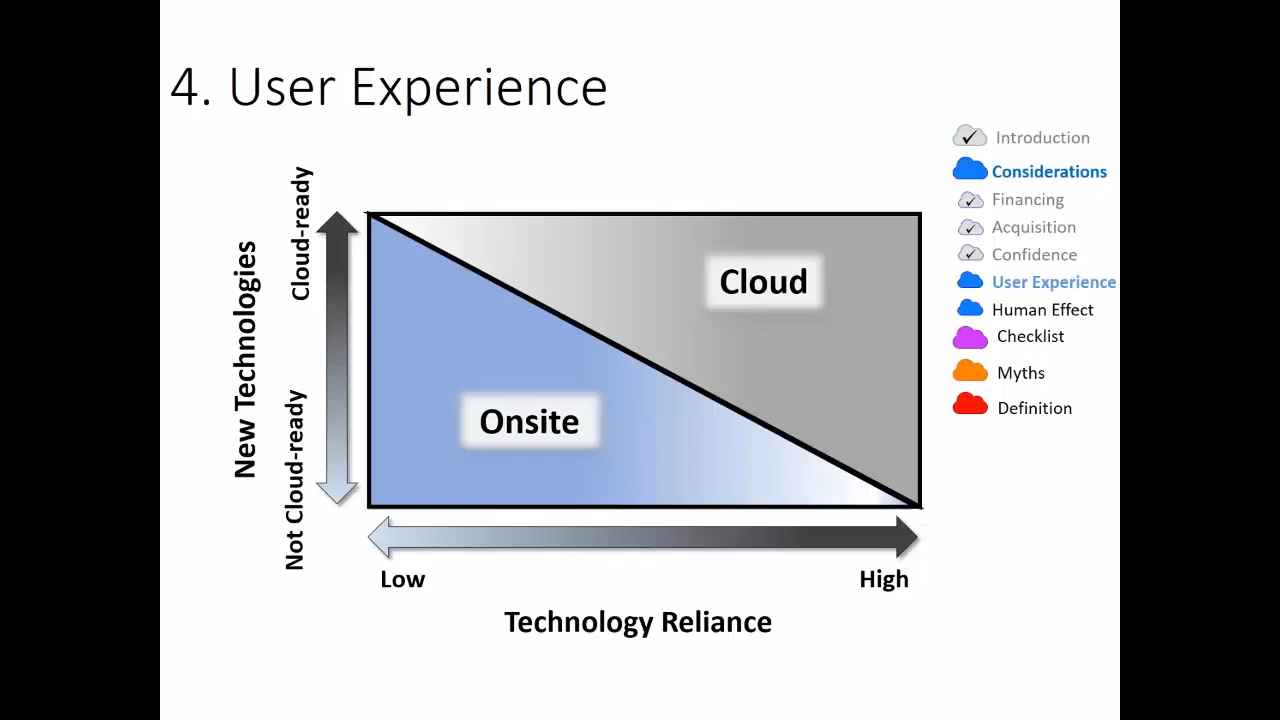 4. User Experience
Introduction
Considerations
Financing
Acquisition
Confidence
User Experience
Human Effect
Checklist
Myths
Definition
New Technologies
Cloud-ready
Not Cloud-ready
Cloud
Onsite
Low
High
Technology Reliance